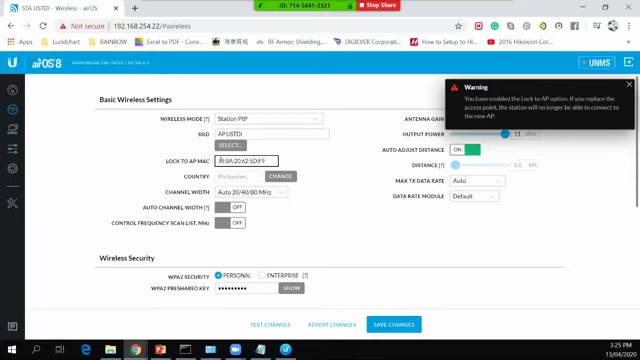 ID: 714-5641-3321
Stop Share
STA USTDI - Wireless - airOS
Not secure
192.168.254.22/#wireless
Apps
Lucidchart
RAINBOW
Excel to PDF - Conv...
RF Armor: Shielding...
DIGIEVER Corporatio...
How to Setup to Hi...
2016 Hikvision Hard...
airOS 8
UNMS
Warning
You have enabled the Lock to AP option. If you replace the
access point, the station will no longer be able to connect to
the new AP.
Basic Wireless Settings
WIRELESS MODE [?]
Station PtP
SSID
AP USTDI
SELECT...
LOCK TO AP MAC
COUNTRY
Philippines
CHANGE
CHANNEL WIDTH
Auto 20/40/80 MHz
AUTO CHANNEL WIDTH [?]
OFF
CONTROL FREQUENCY SCAN LIST, MHz
OFF
ANTENNA GAIN
OUTPUT POWER
AUTO ADJUST DISTANCE
ON
DISTANCE [?]
0.6
km
MAX TX DATA RATE
Auto
DATA RATE MODULE
Default
Wireless Security
WPA2 SECURITY
PERSONAL
ENTERPRISE
[?]
WPA2 PRESHARED KEY
•••••••••
SHOW
TEST CHANGES
REVERT CHANGES
SAVE CHANGES
3:25 PM
13/04/2020